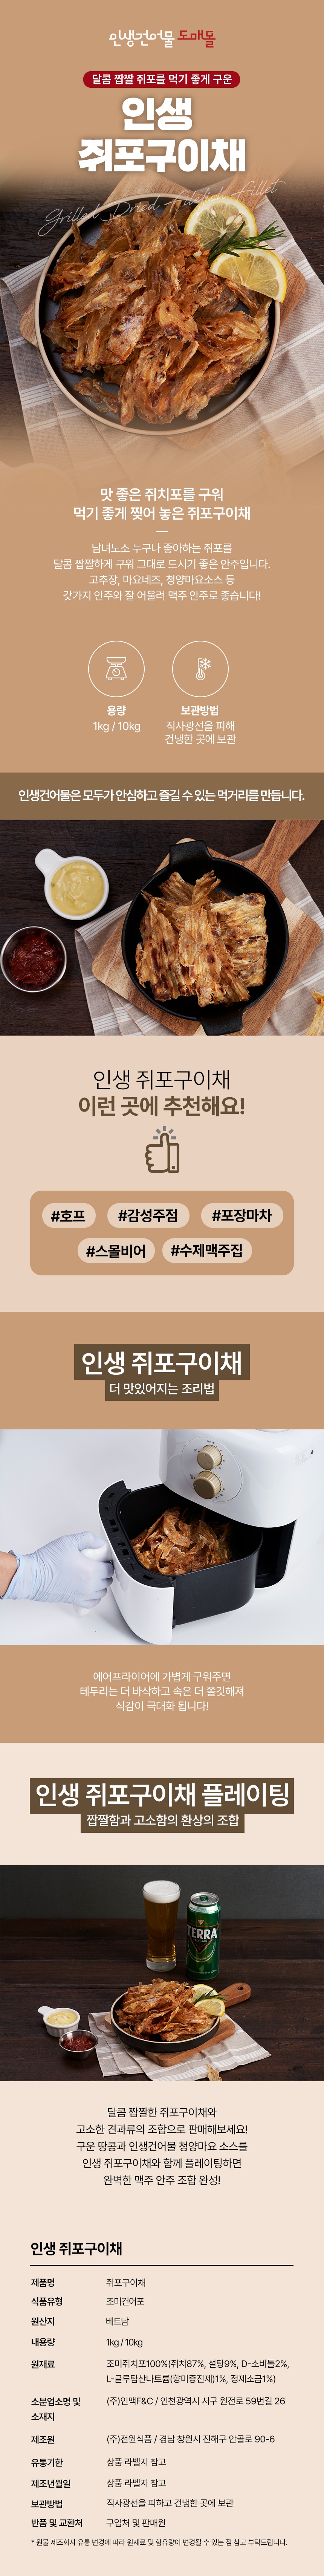 인생건어물 도매몰
달콤 짭짤 쥐포를 먹기 좋게 구운
인생
쥐포구이채
Grilled Dried Filefish Fillet
맛 좋은 쥐치포를 구워
먹기 좋게 찢어 놓은 쥐포구이채
남녀노소 누구나 좋아하는 쥐포를
달콤 짭짤하게 구워 그대로 드시기 좋은 안주입니다.
고추장, 마요네즈, 청양마요소스 등
갖가지 안주와 잘 어울려 맥주 안주로 좋습니다!
용량
1kg / 10kg
보관방법
직사광선을 피해
건냉한 곳에 보관
인생건어물은 모두가 안심하고 즐길 수 있는 먹거리를 만듭니다.
인생 쥐포구이채
이런 곳에 추천해요!
#호프 #감성주점 #포장마차
#스몰비어 #수제맥주집
인생 쥐포구이채
더 맛있어지는 조리법
에어프라이어에 가볍게 구워주면
테두리는 더 바삭하고 속은 더 쫄깃해져
식감이 극대화 됩니다!
인생 쥐포구이채 플레이팅
짭짤함과 고소함의 환상의 조합
TERRA
달콤 짭짤한 쥐포구이채와
고소한 견과류의 조합으로 판매해보세요!
구운 땅콩과 인생건어물 청양마요 소스를
인생 쥐포구이채와 함께 플레이팅하면
완벽한 맥주 안주 조합 완성!
인생 쥐포구이채
제품명 쥐포구이채
식품유형 조미건어포
원산지 베트남
내용량 1kg / 10kg
원재료 조미쥐치포100%(쥐치87%, 설탕9%, D-소비톨2%,
L-글루탐산나트륨(향미증진제)1%, 정제소금1%)
소분업소명 및 (주)인맥F&C / 인천광역시 서구 원전로 59번길 26
소재지
제조원 (주)전원식품 / 경남 창원시 진해구 안골로 90-6
유통기한 상품 라벨지 참고
제조년월일 상품 라벨지 참고
보관방법 직사광선을 피하고 건냉한 곳에 보관
반품 및 교환처 구입처 및 판매원
* 원물 제조회사 유통 변경에 따라 원재료 및 함유량이 변경될 수 있는 점 참고 부탁드립니다.